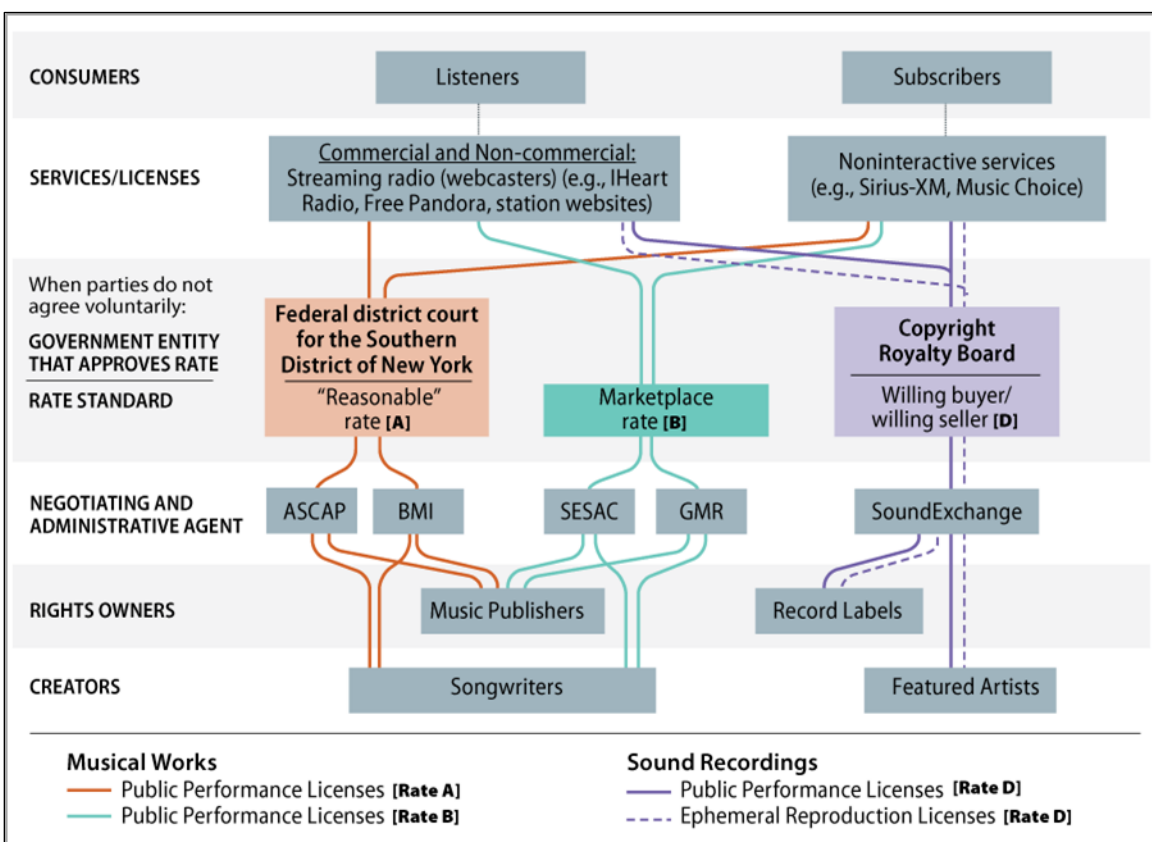 CONSUMERS
Listeners
Subscribers
SERVICES/LICENSES
Commercial and Non-commercial:
Streaming radio (webcasters) (e.g., IHeart
Radio, Free Pandora, station websites)
Noninteractive services
(e.g., Sirius-XM, Music Choice)
When parties do not
agree voluntarily:
GOVERNMENT ENTITY
THAT APPROVES RATE
RATE STANDARD
Federal district court
for the Southern
District of New York
"Reasonable"
rate [A]
Marketplace
rate [B]
Copyright
Royalty Board
Willing buyer/
willing seller [D]
NEGOTIATING AND
ADMINISTRATIVE AGENT
ASCAP
BMI
SESAC
GMR
SoundExchange
RIGHTS OWNERS
Music Publishers
Record Labels
CREATORS
Songwriters
Featured Artists
Musical Works
Public Performance Licenses [Rate A]
Public Performance Licenses [Rate B]
Sound Recordings
Public Performance Licenses [Rate D]
Ephemeral Reproduction Licenses [Rate D]